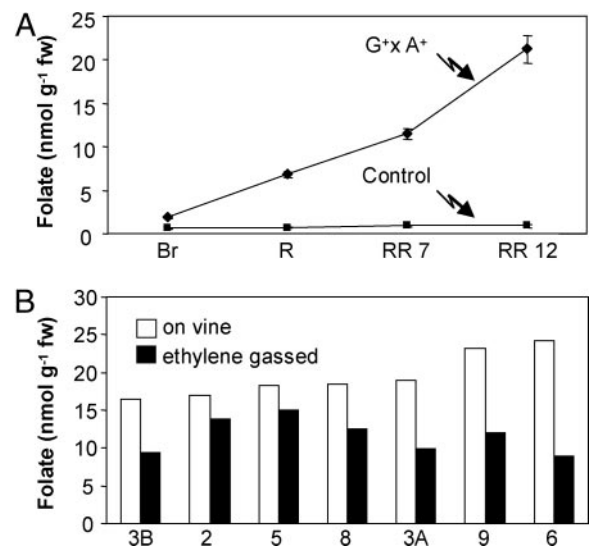 A
Folate (nmol g⁻¹ fw)
25
20
15
10
5
0
G⁺x A⁺
Control
Br R RR 7 RR 12
B
Folate (nmol g⁻¹ fw)
30
25
20
15
10
5
0
on vine
ethylene gassed
3B 2 5 8 3A 9 6